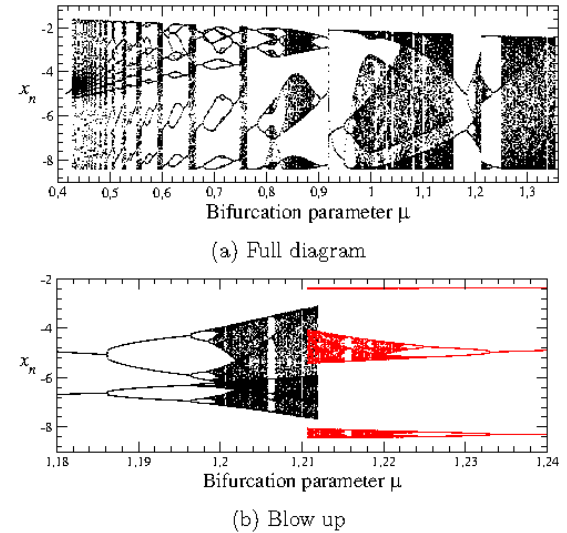 -2
-4
x_n
-6
-8
0,4 0,5 0,6 0,7 0,8 0,9 1 1,1 1,2 1,3
Bifurcation parameter μ
(a) Full diagram
-2
-4
x_n
-6
-8
1,18 1,19 1,2 1,21 1,22 1,23 1,24
Bifurcation parameter μ
(b) Blow up